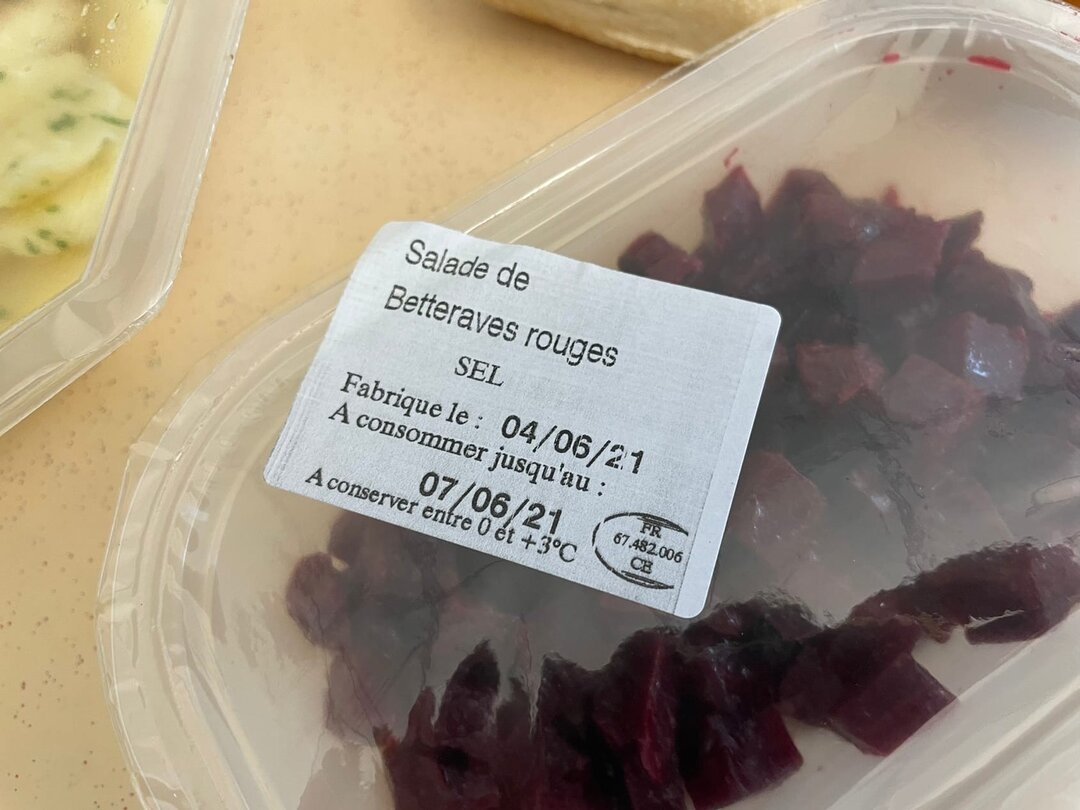 Salade de
Betteraves rouges
SEL
Fabrique le : 04/06/21
A consommer jusqu'au :
07/06/21
A conserver entre 0 et +3°C
FR
67.482.006
CE